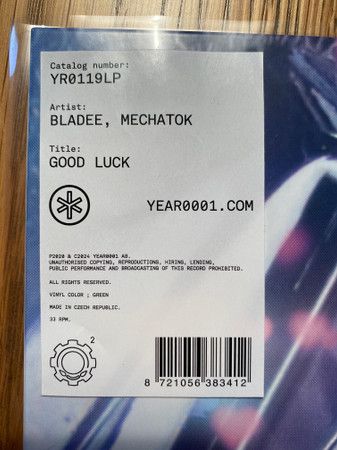 Catalog number:
YR0119LP
Artist:
BLADEE, MECHATOK
Title:
GOOD LUCK
YEAR0001.COM
P2020 & C2024 YEAR0001 AB.
UNAUTHORISED COPYING, REPRODUCTIONS, HIRING, LENDING,
PUBLIC PERFORMANCE AND BROADCASTING OF THIS RECORD PROHIBITED.
ALL RIGHTS RESERVED.
VINYL COLOR ; GREEN
MADE IN CZECH REPUBLIC.
33 RPM.
2
8 721056 383412